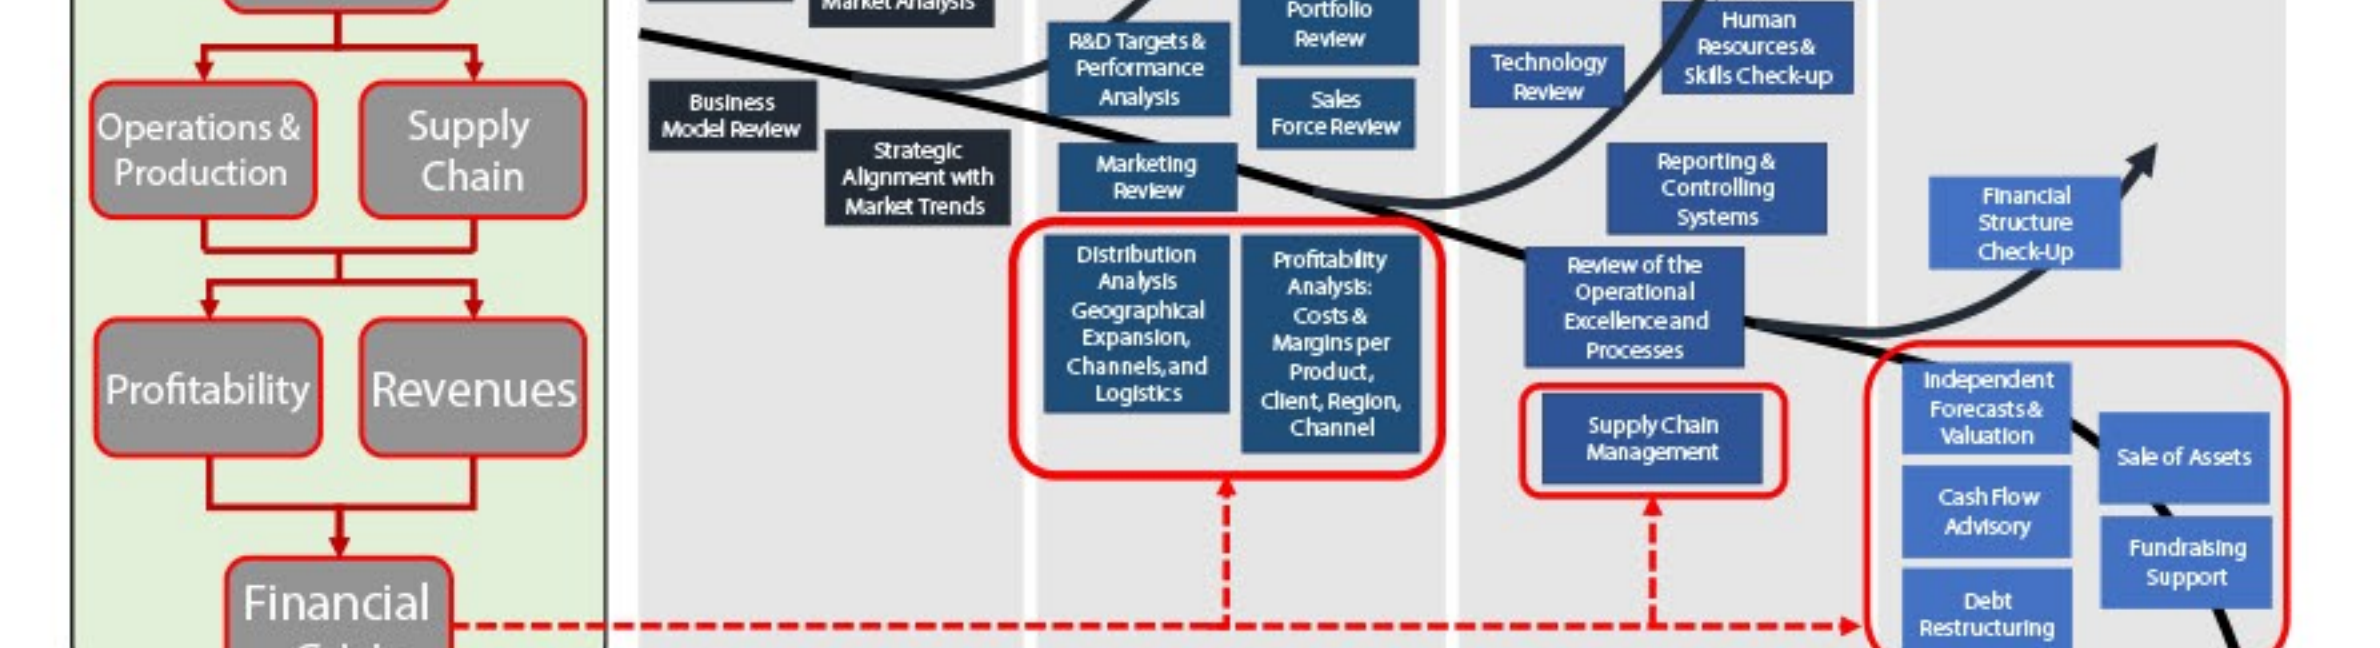 Operations &
Production
Supply
Chain
Profitability
Revenues
Financial
Market Analysis
Business
Model Review
Strategic
Alignment with
Market Trends
R&D Targets &
Performance
Analysis
Portfolio
Review
Sales
Force Review
Marketing
Review
Distribution
Analysis
Geographical
Expansion,
Channels, and
Logistics
Profitability
Analysis:
Costs &
Margins per
Product,
Client, Region,
Channel
Technology
Review
Human
Resources &
Skills Check-up
Reporting &
Controlling
Systems
Review of the
Operational
Excellence and
Processes
Supply Chain
Management
Financial
Structure
Check-Up
Independent
Forecasts &
Valuation
Sale of Assets
Cash Flow
Advisory
Fundraising
Support
Debt
Restructuring